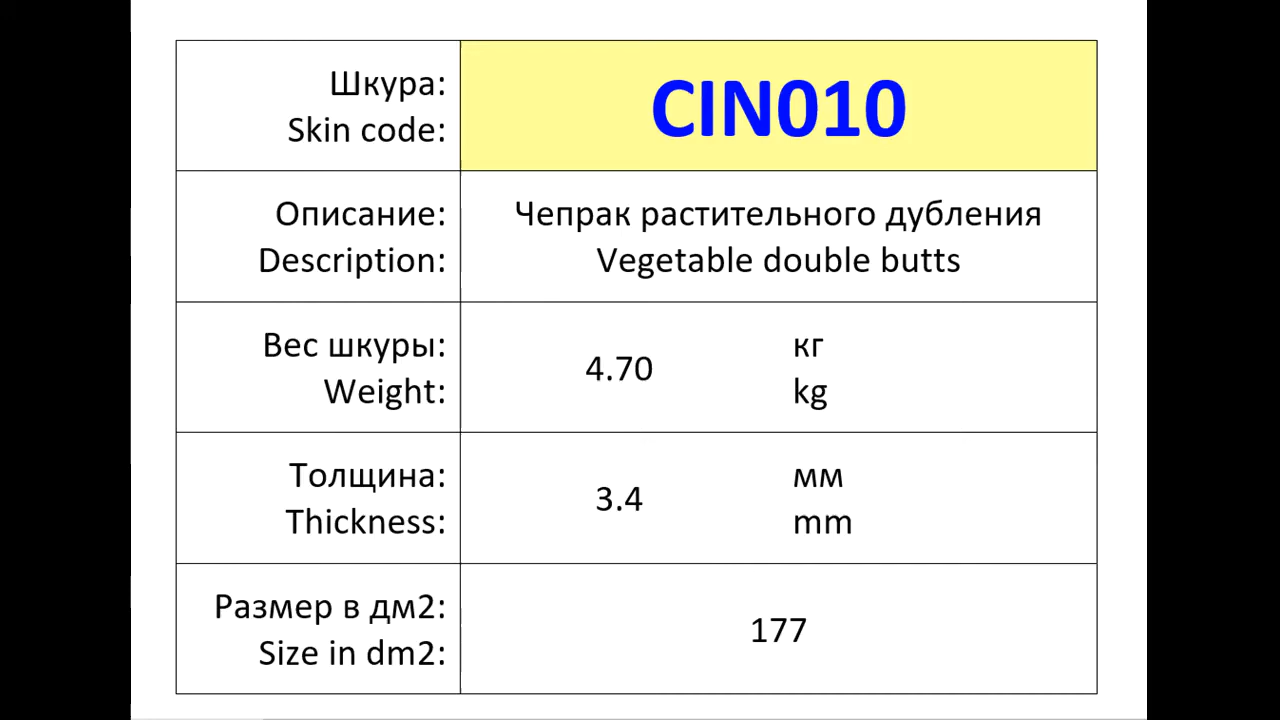 Шкура:
Skin code:
CIN010
Описание:
Description:
Чепрак растительного дубления
Vegetable double butts
Вес шкуры:
Weight:
4.70
кг
kg
Толщина:
Thickness:
3.4
мм
mm
Размер в дм2:
Size in dm2:
177